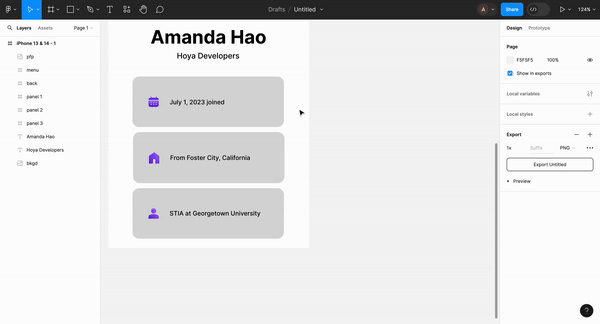 Drafts / Untitled
A
Share
124%
Layers
Assets
Page 1
iPhone 13 & 14 - 1
pfp
menu
back
panel 1
panel 2
panel 3
Amanda Hao
Hoya Developers
bkgd
Amanda Hao
Hoya Developers
July 1, 2023 joined
From Foster City, California
STIA at Georgetown University
Design
Prototype
Page
F5F5F5
100%
Show in exports
Local variables
Local styles
Export
1x
Suffix
PNG
Export Untitled
Preview
?